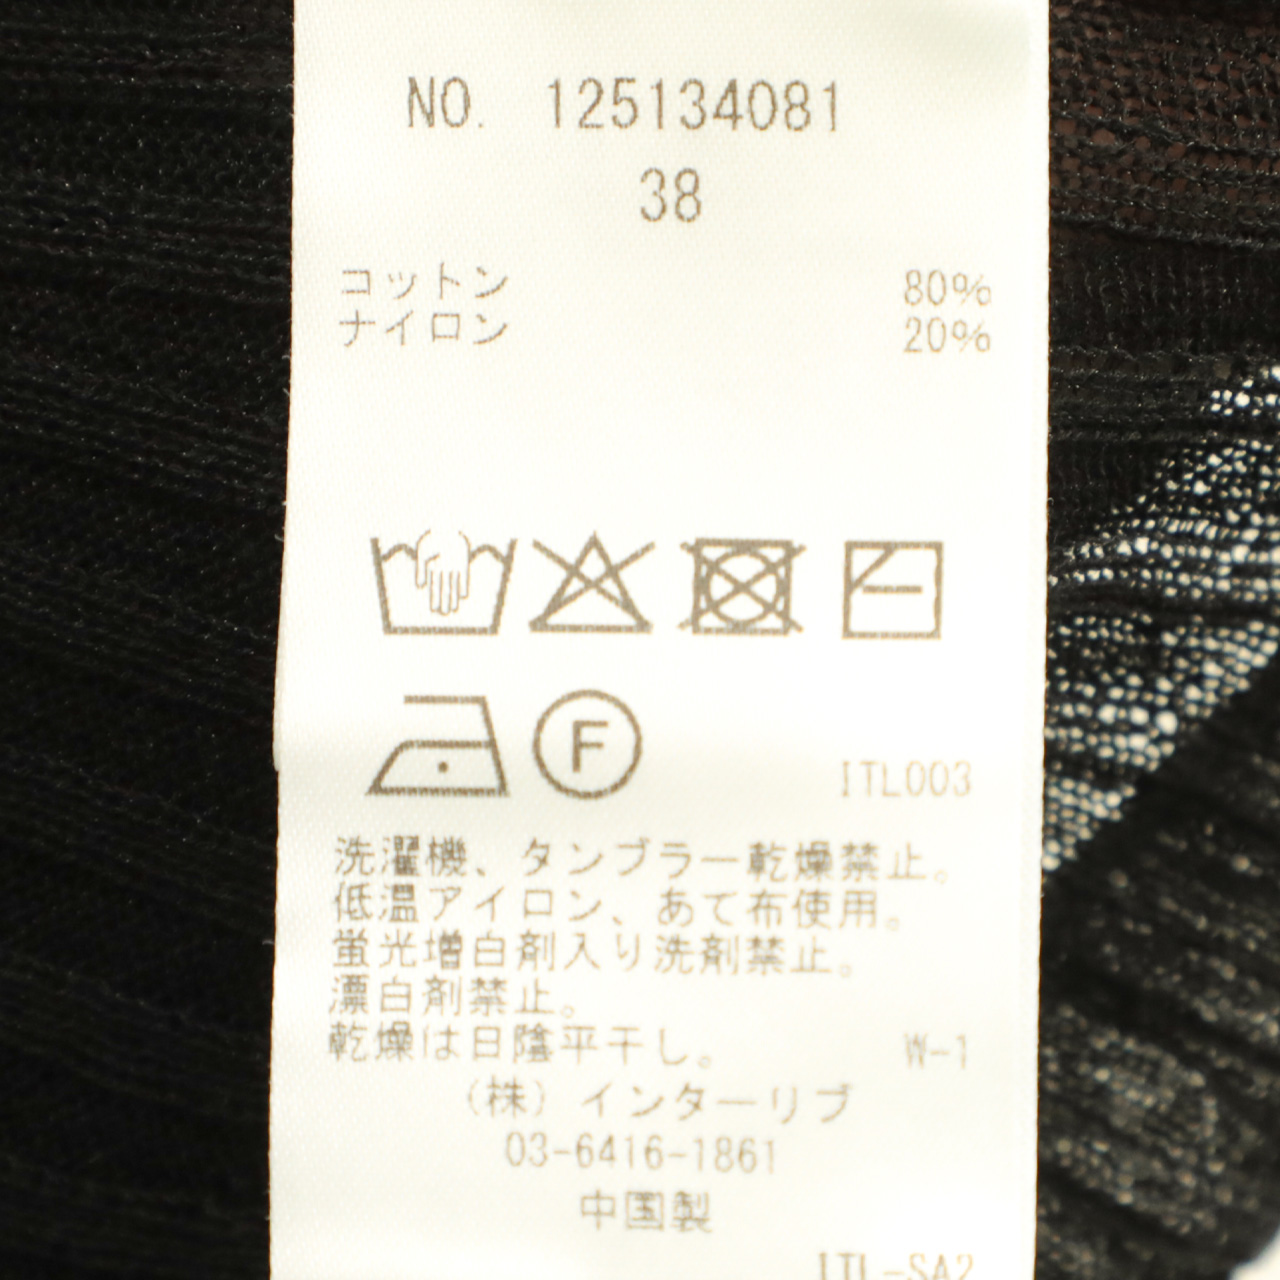 NO. 125134081
38
コットン 80%
ナイロン 20%
F
ITL003
洗濯機、タンブラー乾燥禁止。
低温アイロン、あて布使用。
蛍光増白剤入り洗剤禁止。
漂白剤禁止。
乾燥は日陰平干し。 W-1
(株)インターリブ
03-6416-1861
中国製
ITL-SA2